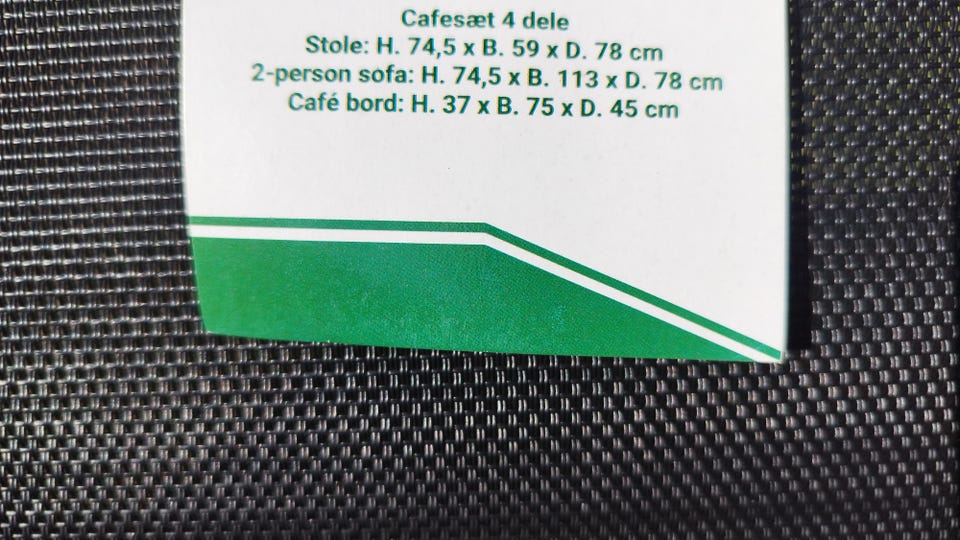 Cafesæt 4 dele
Stole: H. 74,5 x B. 59 x D. 78 cm
2-person sofa: H. 74,5 x B. 113 x D. 78 cm
Café bord: H. 37 x B. 75 x D. 45 cm